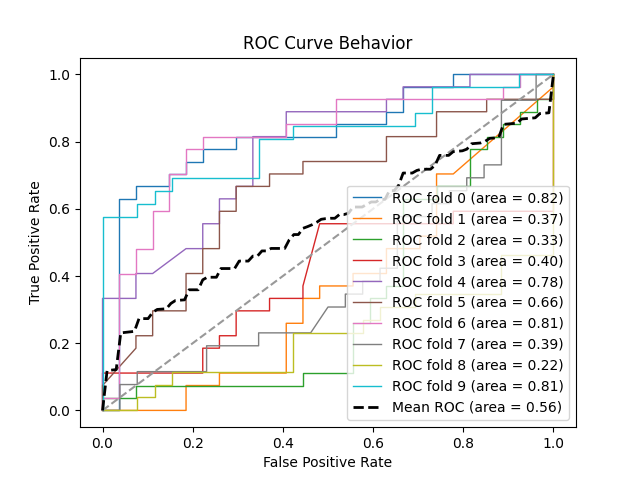 ROC Curve Behavior
True Positive Rate
1.0
0.8
0.6
0.4
0.2
0.0
ROC fold 0 (area = 0.82)
ROC fold 1 (area = 0.37)
ROC fold 2 (area = 0.33)
ROC fold 3 (area = 0.40)
ROC fold 4 (area = 0.78)
ROC fold 5 (area = 0.66)
ROC fold 6 (area = 0.81)
ROC fold 7 (area = 0.39)
ROC fold 8 (area = 0.22)
ROC fold 9 (area = 0.81)
Mean ROC (area = 0.56)
0.0 0.2 0.4 0.6 0.8 1.0
False Positive Rate